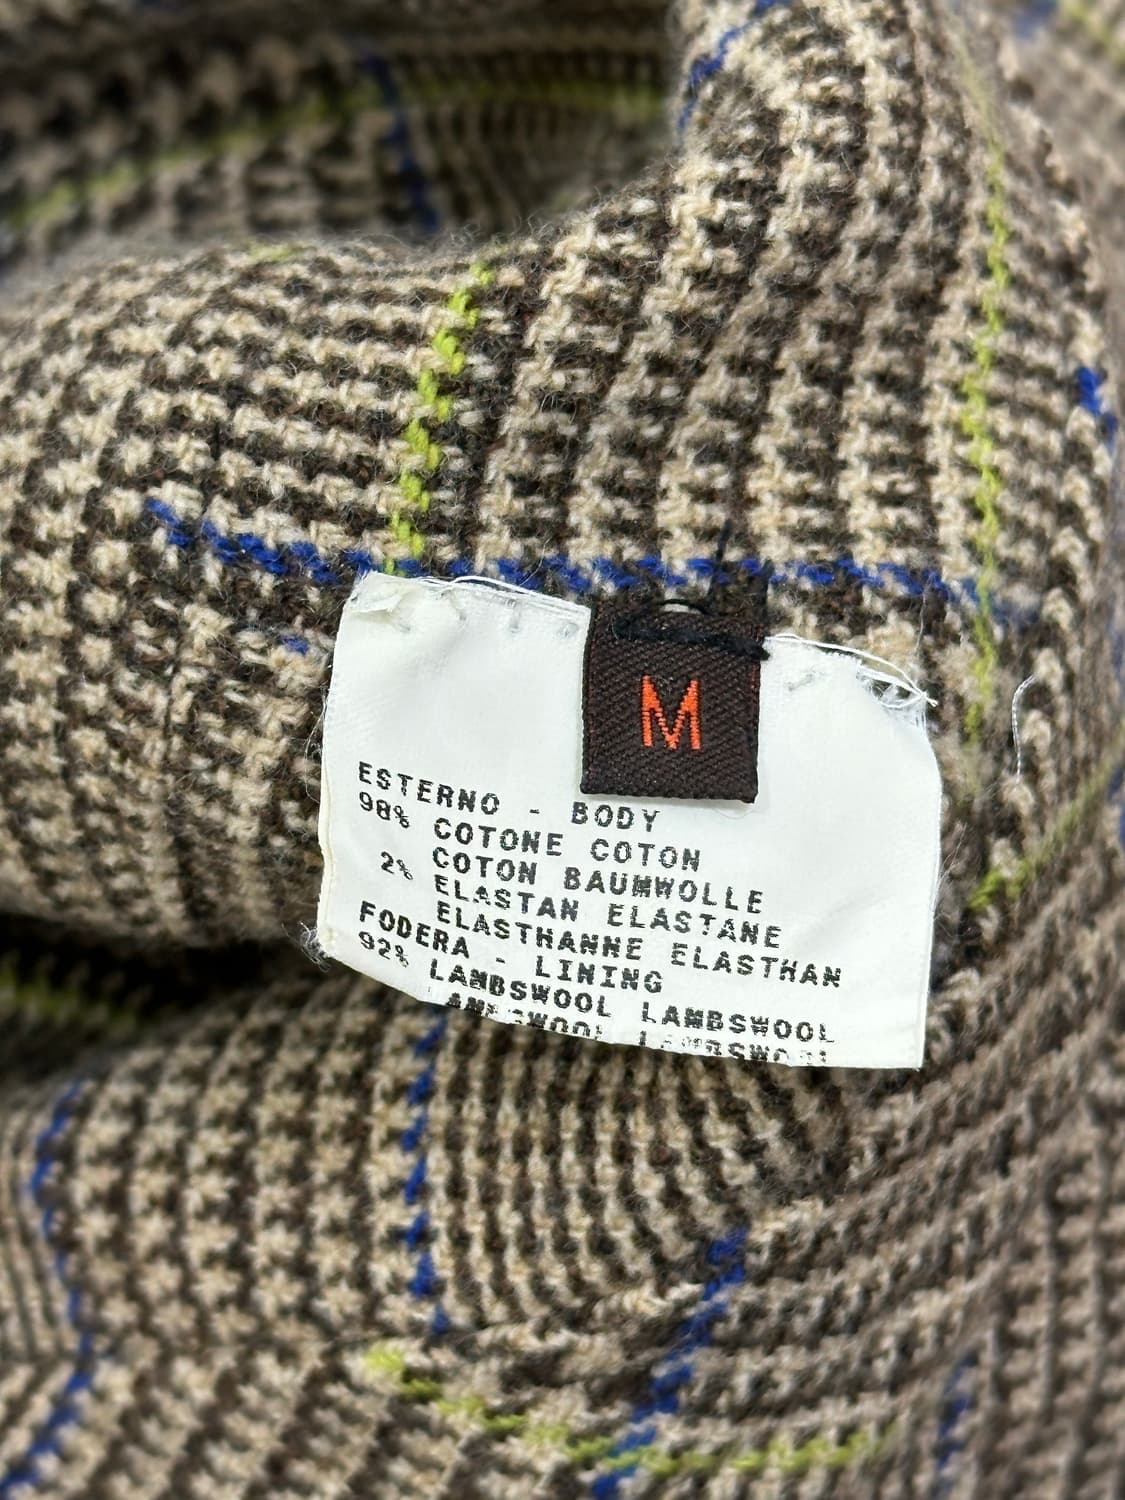 M
ESTERNO - BODY
98% COTONE COTON
COTON BAUMWOLLE
2% ELASTAN ELASTANE
ELASTHANNE ELASTHAN
FODERA - LINING
92% LAMBSWOOL LAMBSWOOL